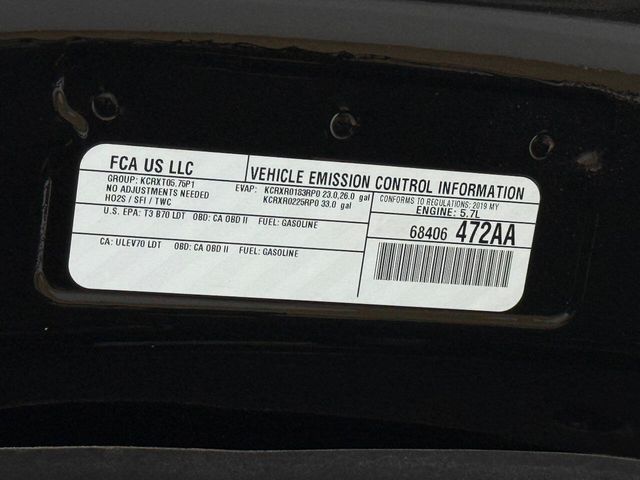 FCA US LLC
GROUP: KCRXT05.75P1
NO ADJUSTMENTS NEEDED
HO2S / SFI / TWC
EVAP: KCRXR0183RP0 23.0,26.0 gal
KCRXR0225RP0 33.0 gal
U.S. EPA: T3 B70 LDT OBD: CA OBD II FUEL: GASOLINE
CA: ULEV70 LDT OBD: CA OBD II FUEL: GASOLINE
VEHICLE EMISSION CONTROL INFORMATION
CONFORMS TO REGULATIONS: 2019 MY
ENGINE: 5.7L
68406 472AA